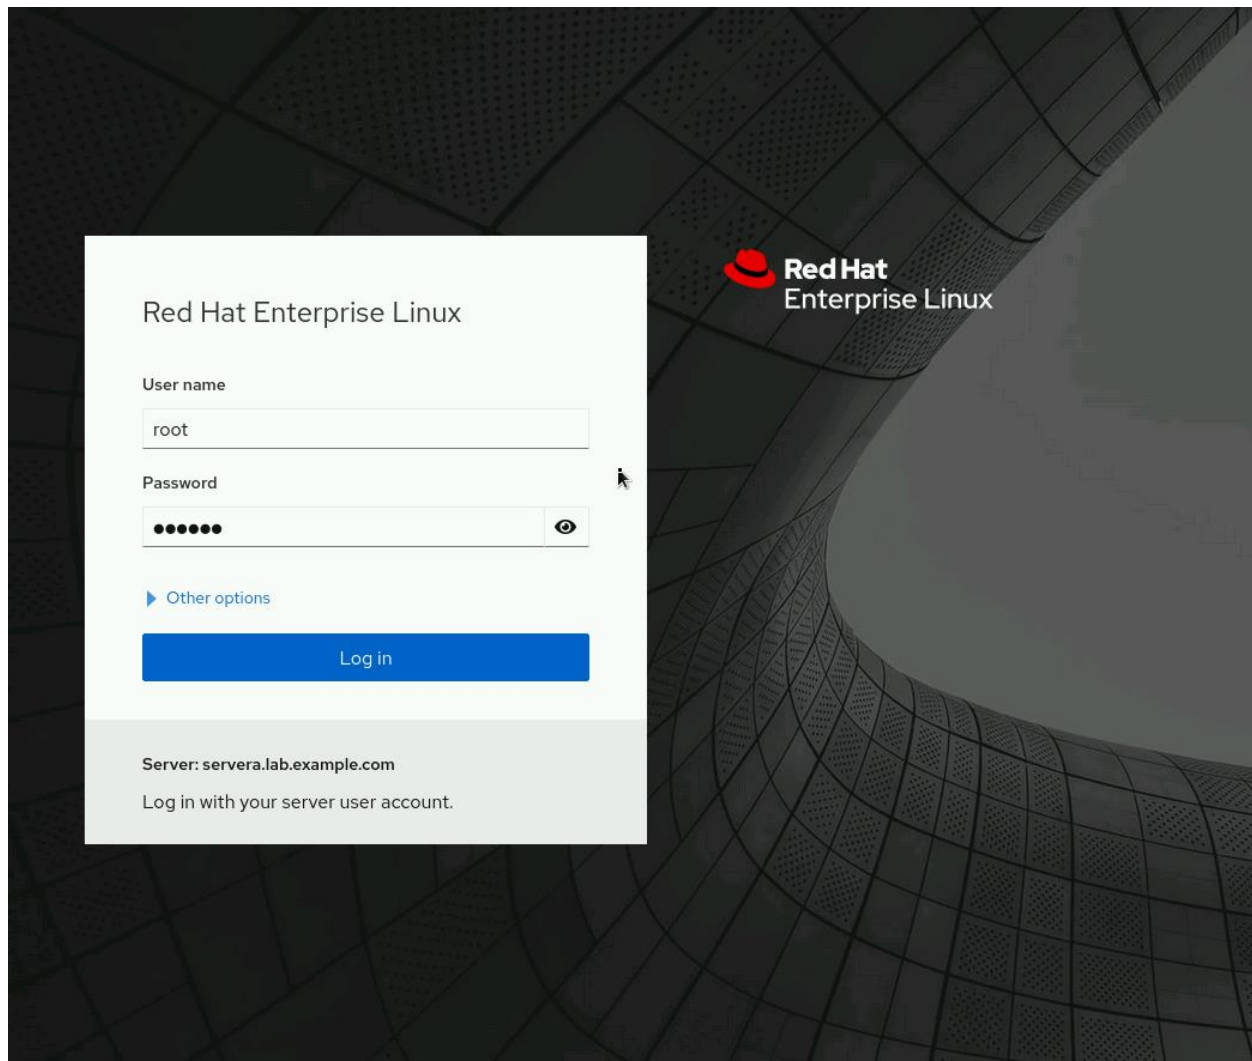 Red Hat
Enterprise Linux
Red Hat Enterprise Linux
User name
root
Password
Other options
Log in
Server: servera.lab.example.com
Log in with your server user account.